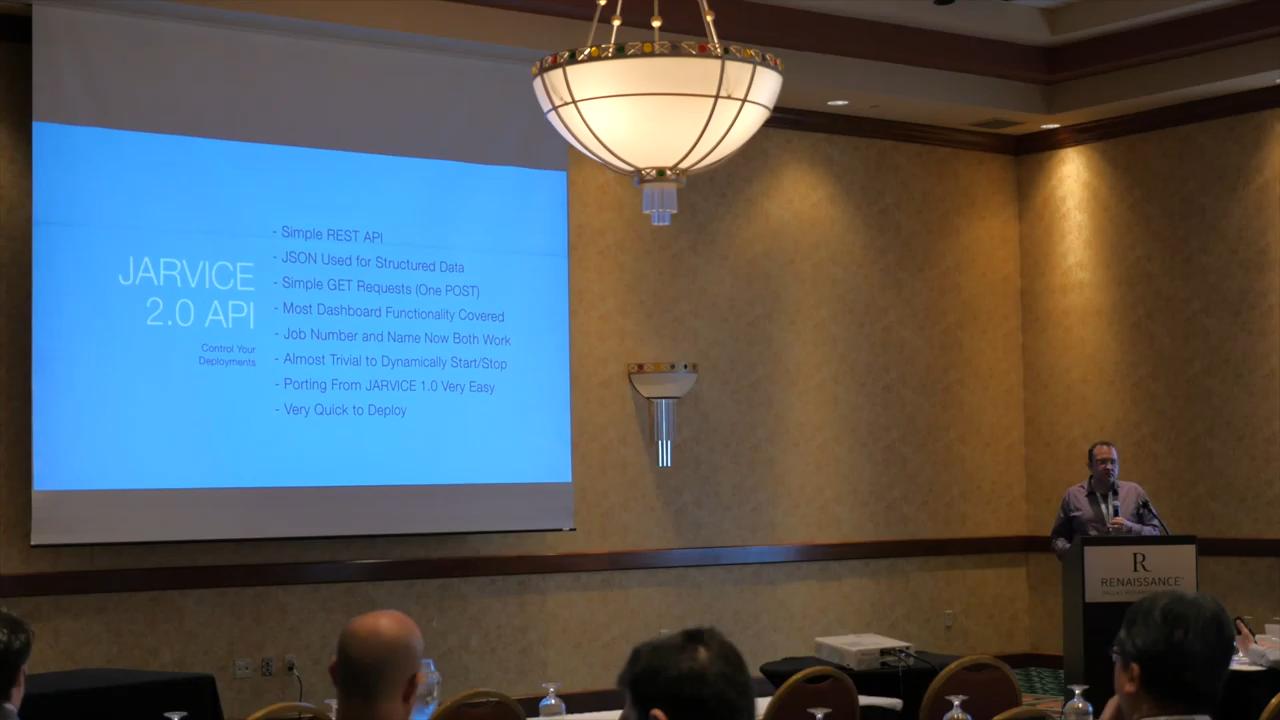 JARVICE
2.0 API
Control Your
Deployments
- Simple REST API
- JSON Used for Structured Data
- Simple GET Requests (One POST)
- Most Dashboard Functionality Covered
- Job Number and Name Now Both Work
- Almost Trivial to Dynamically Start/Stop
- Porting From JARVICE 1.0 Very Easy
- Very Quick to Deploy
R
RENAISSANCE
DALLAS